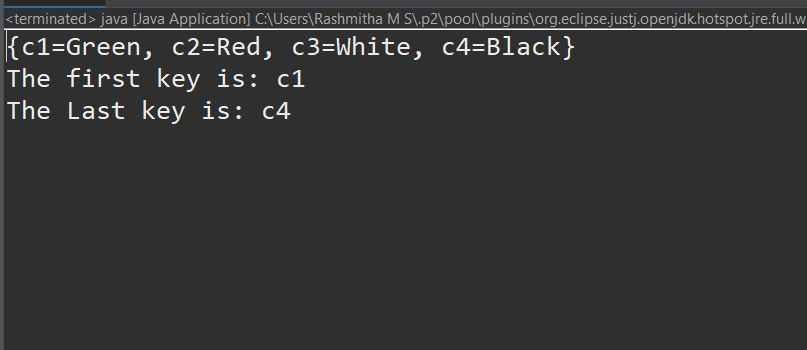 <terminated> java [Java Application] C:\Users\Rashmitha M S\.p2\pool\plugins\org.eclipse.justj.openjdk.hotspot.jre.full.w
{c1=Green, c2=Red, c3=White, c4=Black}
The first key is: c1
The Last key is: c4